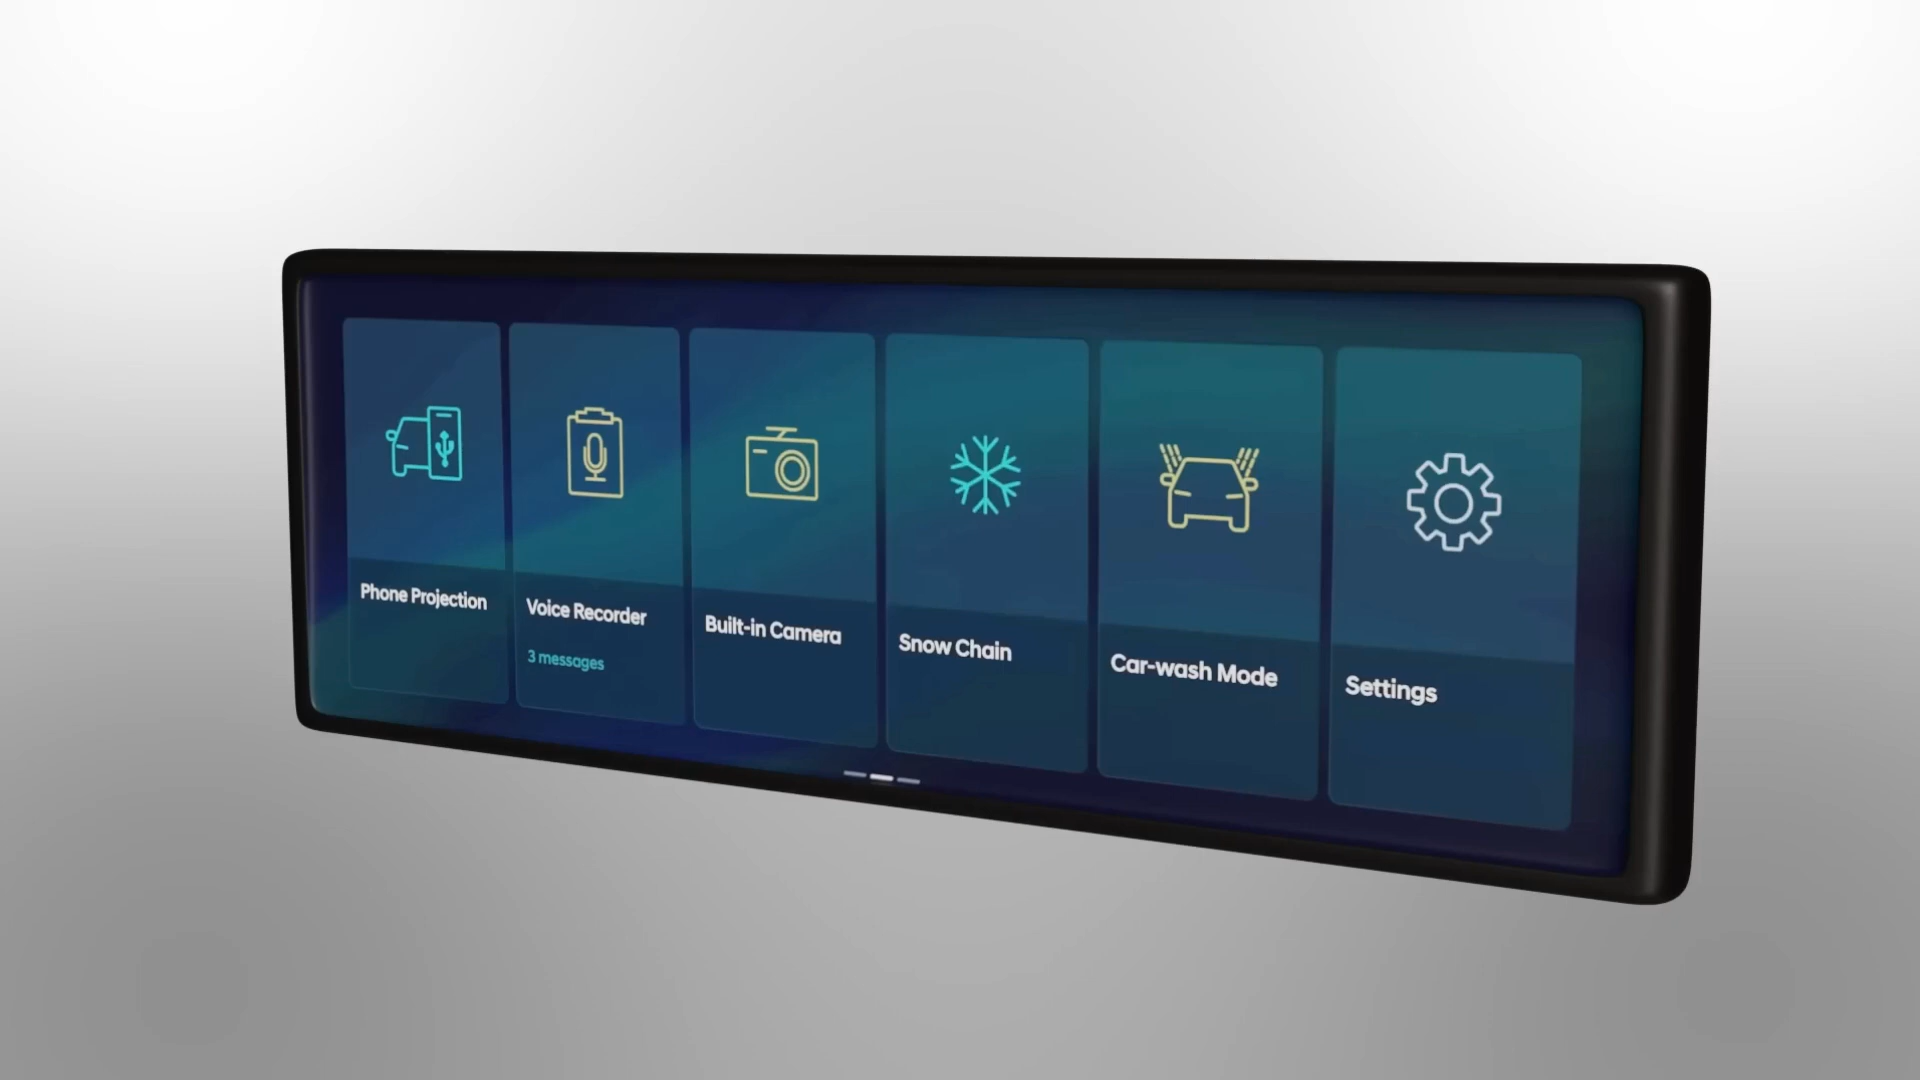 Phone Projection
Voice Recorder
3 messages
Built-in Camera
Snow Chain
Car-wash Mode
Settings